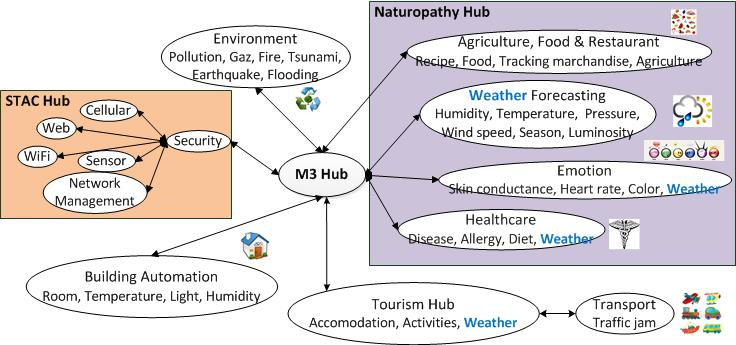 Naturopathy Hub
Environment
Pollution, Gaz, Fire, Tsunami,
Earthquake, Flooding
Agriculture, Food & Restaurant
Recipe, Food, Tracking marchandise, Agriculture
STAC Hub
Cellular
Web
WiFi
Sensor
Network
Management
Security
Weather Forecasting
Humidity, Temperature, Pressure,
Wind speed, Season, Luminosity
M3 Hub
Emotion
Skin conductance, Heart rate, Color, Weather
Healthcare
Disease, Allergy, Diet, Weather
Building Automation
Room, Temperature, Light, Humidity
Tourism Hub
Accomodation, Activities, Weather
Transport
Traffic jam